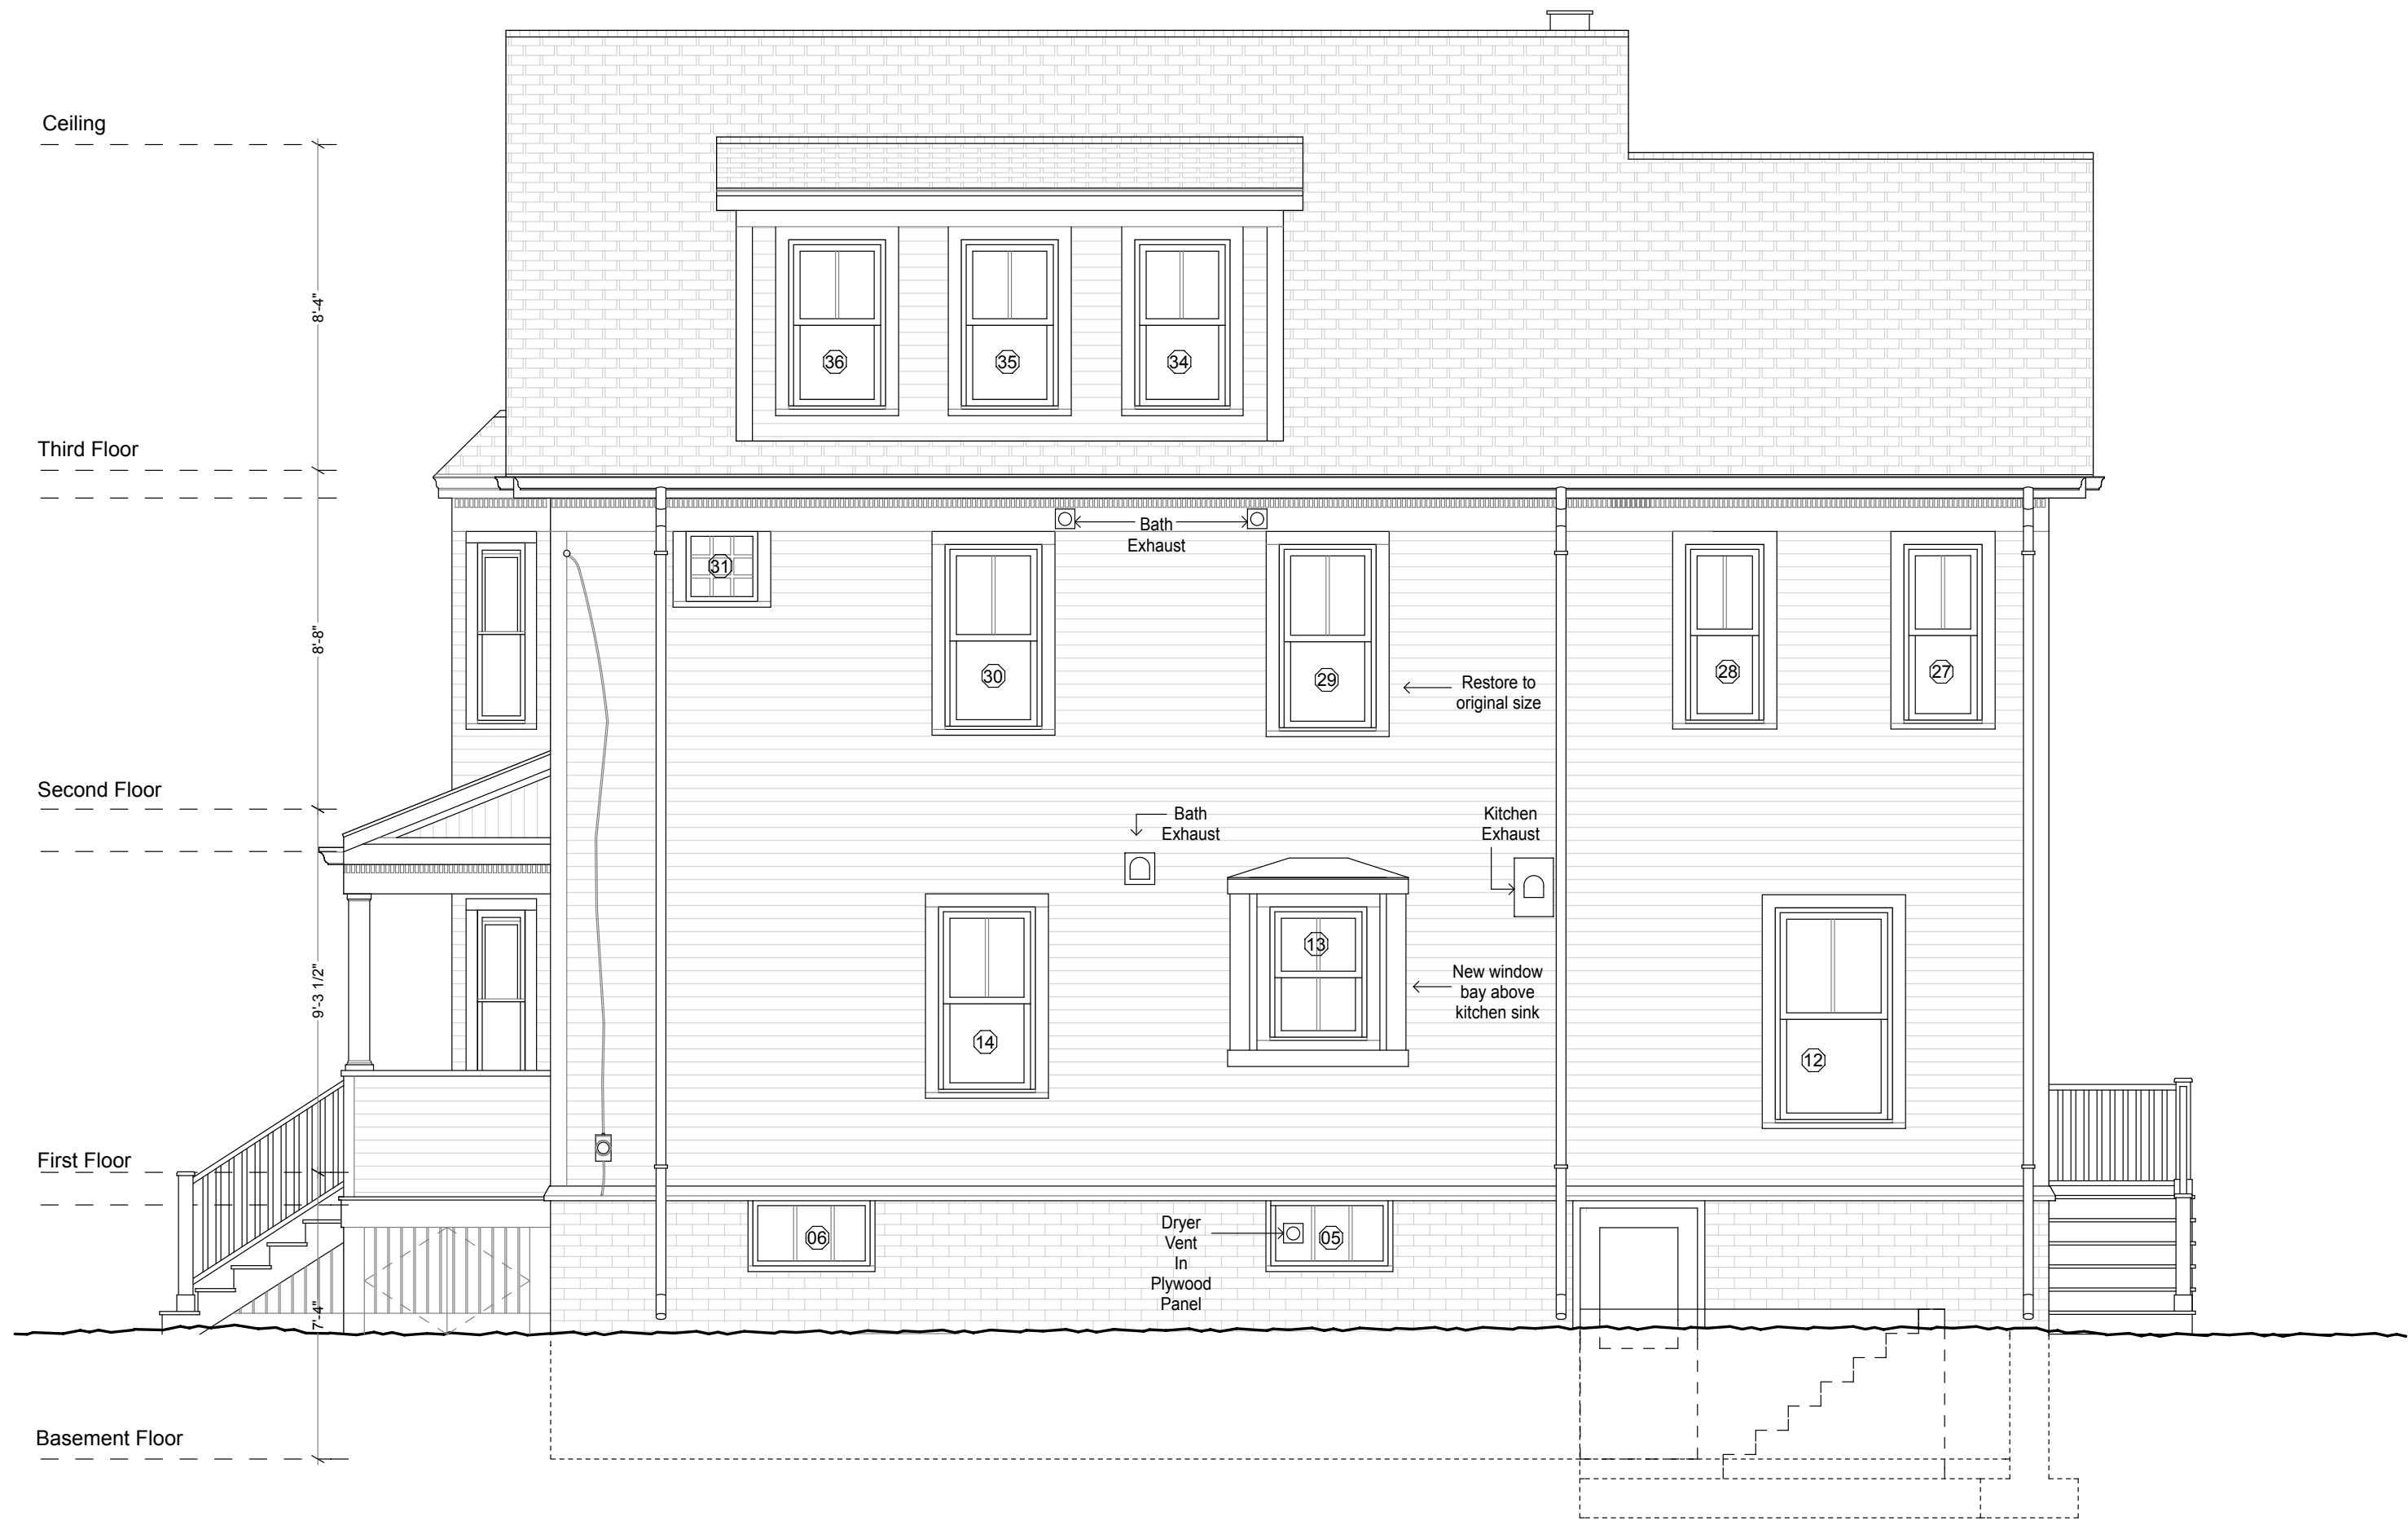 Ceiling
8'-4"
36
35
34
Third Floor
Bath
Exhaust
31
8'-8"
30
29
28
27
Restore to
original size
Second Floor
Bath
Exhaust
Kitchen
Exhaust
13
9'-3 1/2"
New window
bay above
kitchen sink
14
12
First Floor
06
Dryer
Vent
In
Plywood
Panel
05
7'-4"
Basement Floor